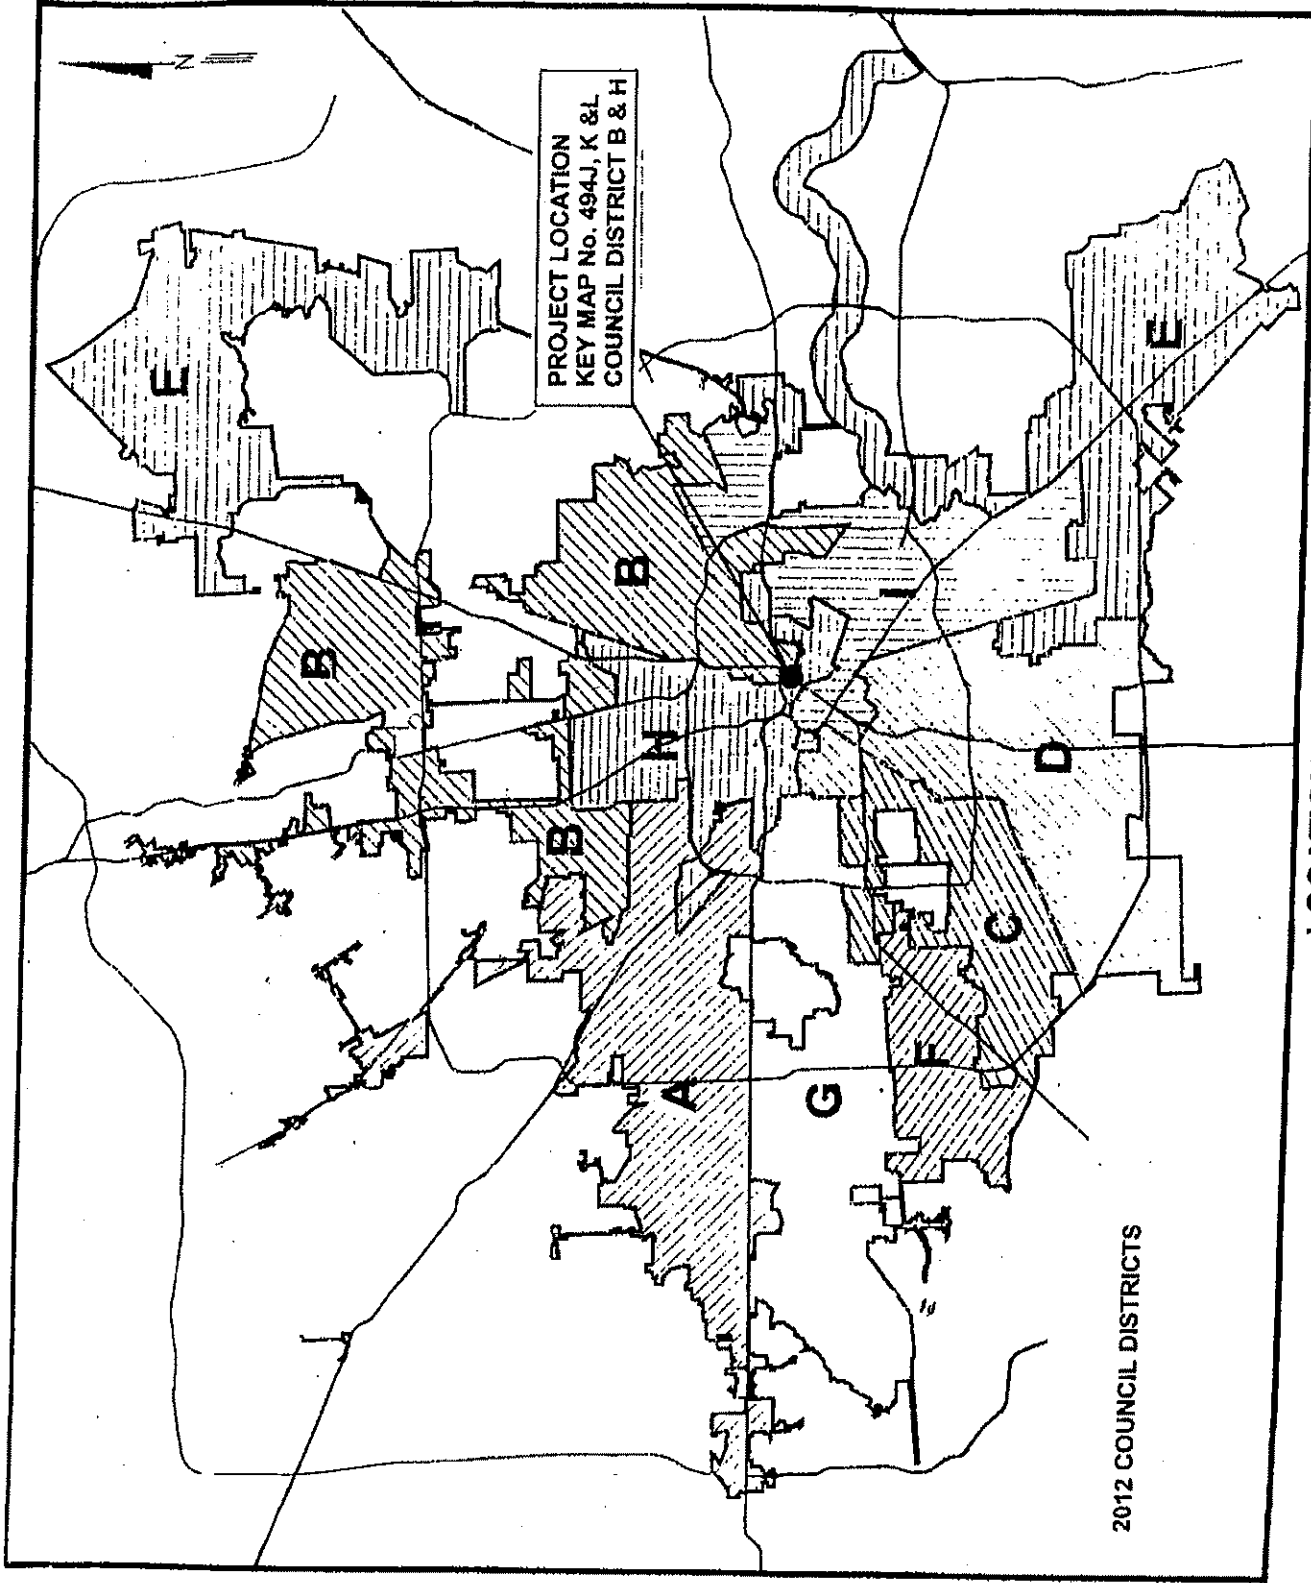 N
PROJECT LOCATION
KEY MAP No. 494J, K &L
COUNCIL DISTRICT B & H
E
B
B
B
H
A
G
F
C
D
E
2012 COUNCIL DISTRICTS